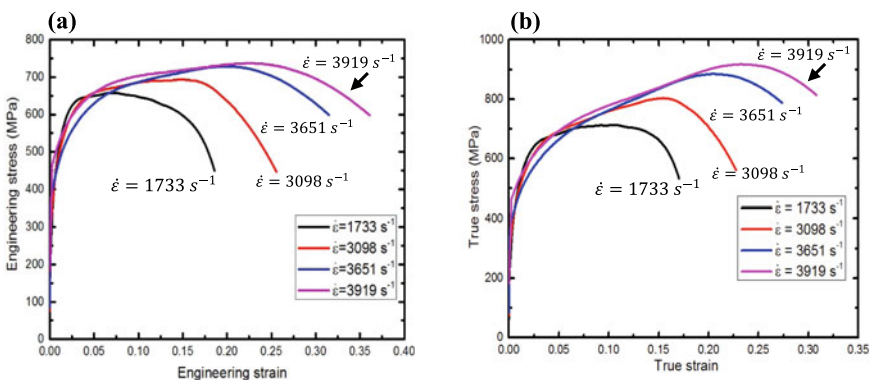 (a)
800
700
600
500
400
300
200
100
0
Engineering stress (MPa)
ε̇ = 3919 s⁻¹
ε̇ = 3651 s⁻¹
ε̇ = 1733 s⁻¹
ε̇ = 3098 s⁻¹
ε̇=1733 s⁻¹
ε̇=3098 s⁻¹
ε̇=3651 s⁻¹
ε̇=3919 s⁻¹
0.00 0.05 0.10 0.15 0.20 0.25 0.30 0.35 0.40
Engineering strain
(b)
1000
800
600
400
200
0
True stress (MPa)
ε̇ = 3919 s⁻¹
ε̇ = 3651 s⁻¹
ε̇ = 1733 s⁻¹
ε̇ = 3098 s⁻¹
ε̇ = 1733 s⁻¹
ε̇ = 3098 s⁻¹
ε̇ = 3651 s⁻¹
ε̇ = 3919 s⁻¹
0.00 0.05 0.10 0.15 0.20 0.25 0.30 0.35
True strain